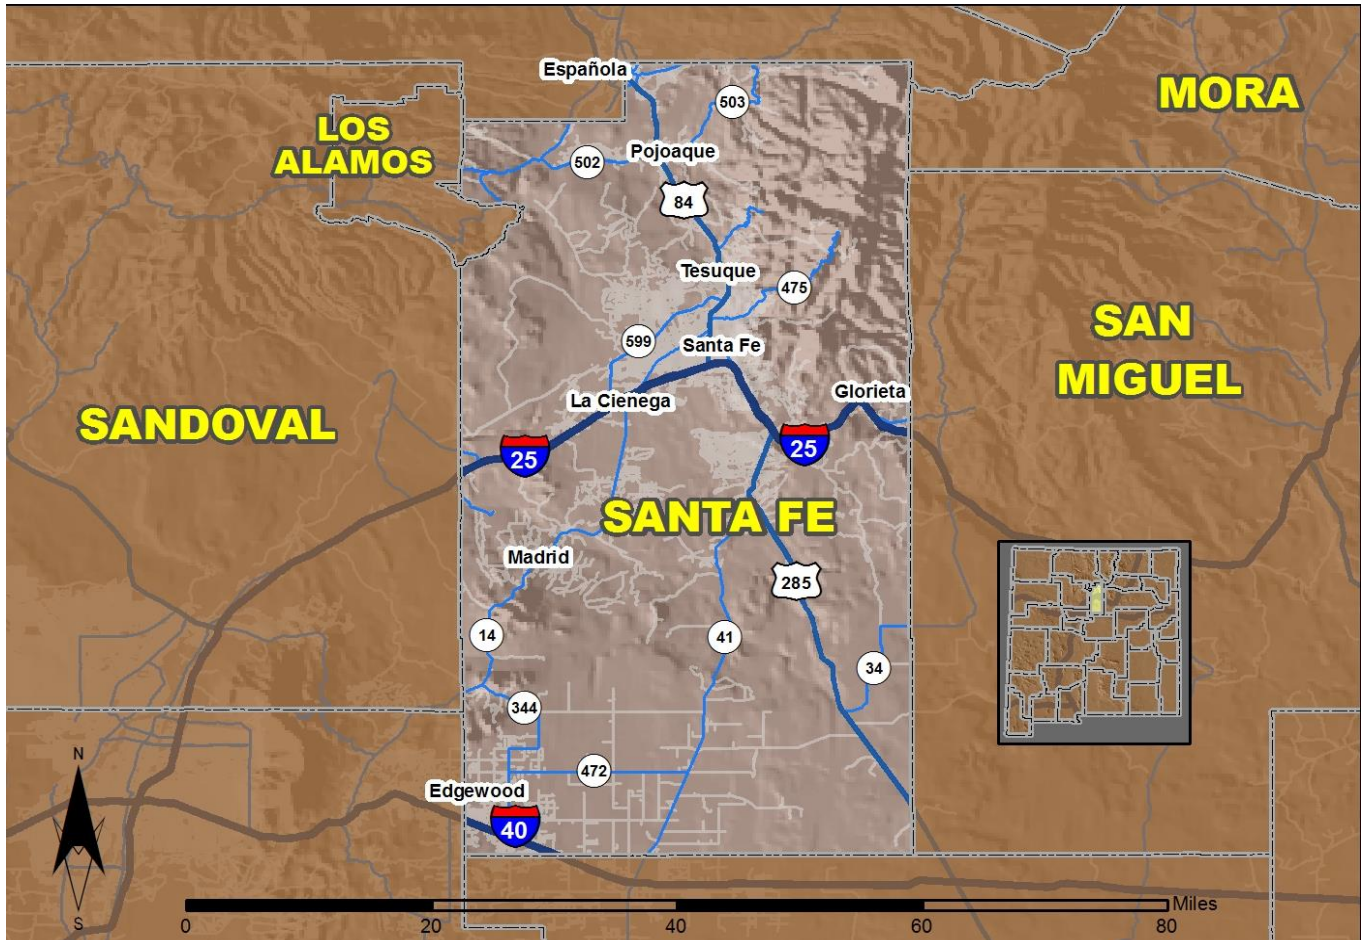 Española
503
MORA
LOS
ALAMOS
502
Pojoaque
84
Tesuque
475
SAN
MIGUEL
599
Santa Fe
Glorieta
La Cienega
SANDOVAL
25
25
SANTA FE
Madrid
285
14
41
34
344
472
N
Edgewood
40
S
0 20 40 60 80 Miles